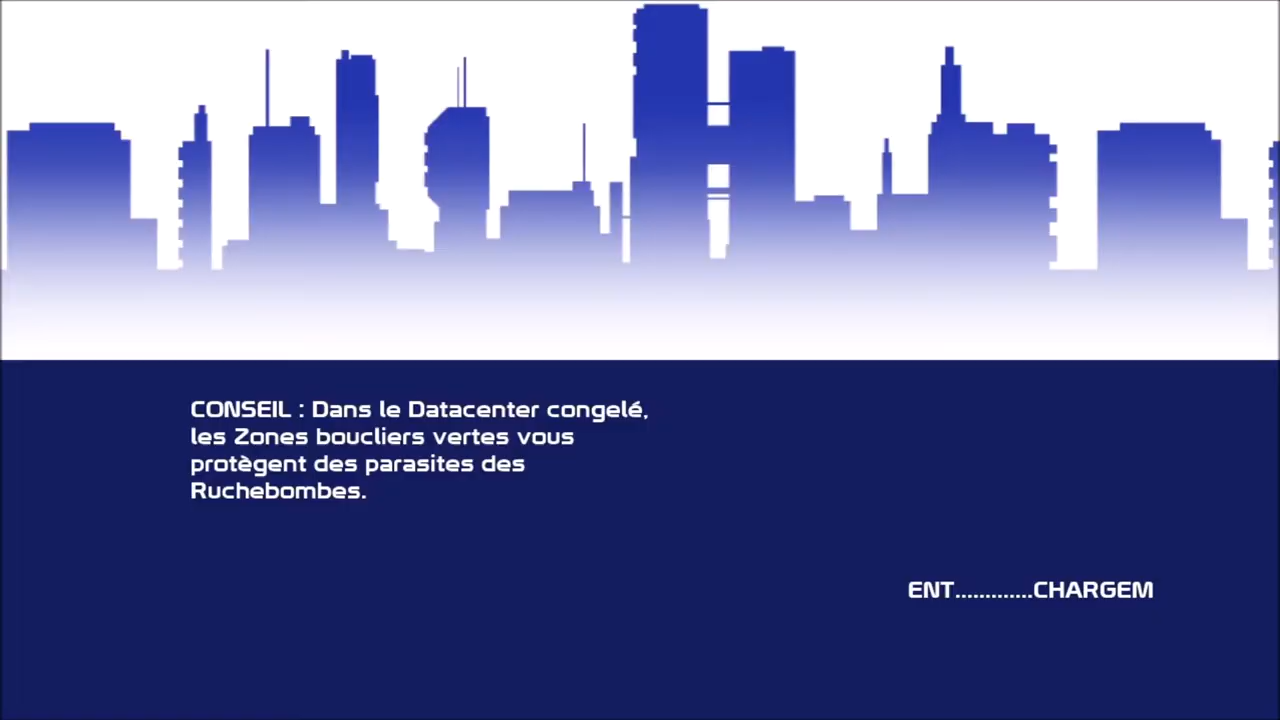 CONSEIL : Dans le Datacenter congelé,
les Zones boucliers vertes vous
protègent des parasites des
Ruchebombes.
ENT.............CHARGEM